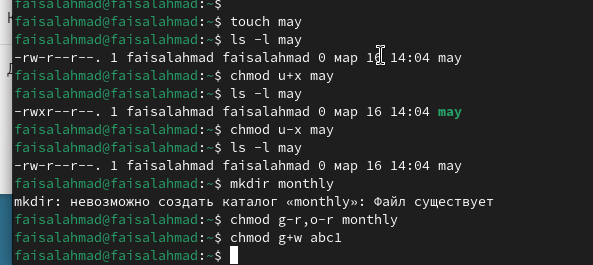 faisalahmad@faisalahmad:~$
faisalahmad@faisalahmad:~$ touch may
faisalahmad@faisalahmad:~$ ls -l may
-rw-r--r--. 1 faisalahmad faisalahmad 0 мар 16 14:04 may
faisalahmad@faisalahmad:~$ chmod u+x may
faisalahmad@faisalahmad:~$ ls -l may
-rwxr--r--. 1 faisalahmad faisalahmad 0 мар 16 14:04 may
faisalahmad@faisalahmad:~$ chmod u-x may
faisalahmad@faisalahmad:~$ ls -l may
-rw-r--r--. 1 faisalahmad faisalahmad 0 мар 16 14:04 may
faisalahmad@faisalahmad:~$ mkdir monthly
mkdir: невозможно создать каталог «monthly»: Файл существует
faisalahmad@faisalahmad:~$ chmod g-r,o-r monthly
faisalahmad@faisalahmad:~$ chmod g+w abc1
faisalahmad@faisalahmad:~$